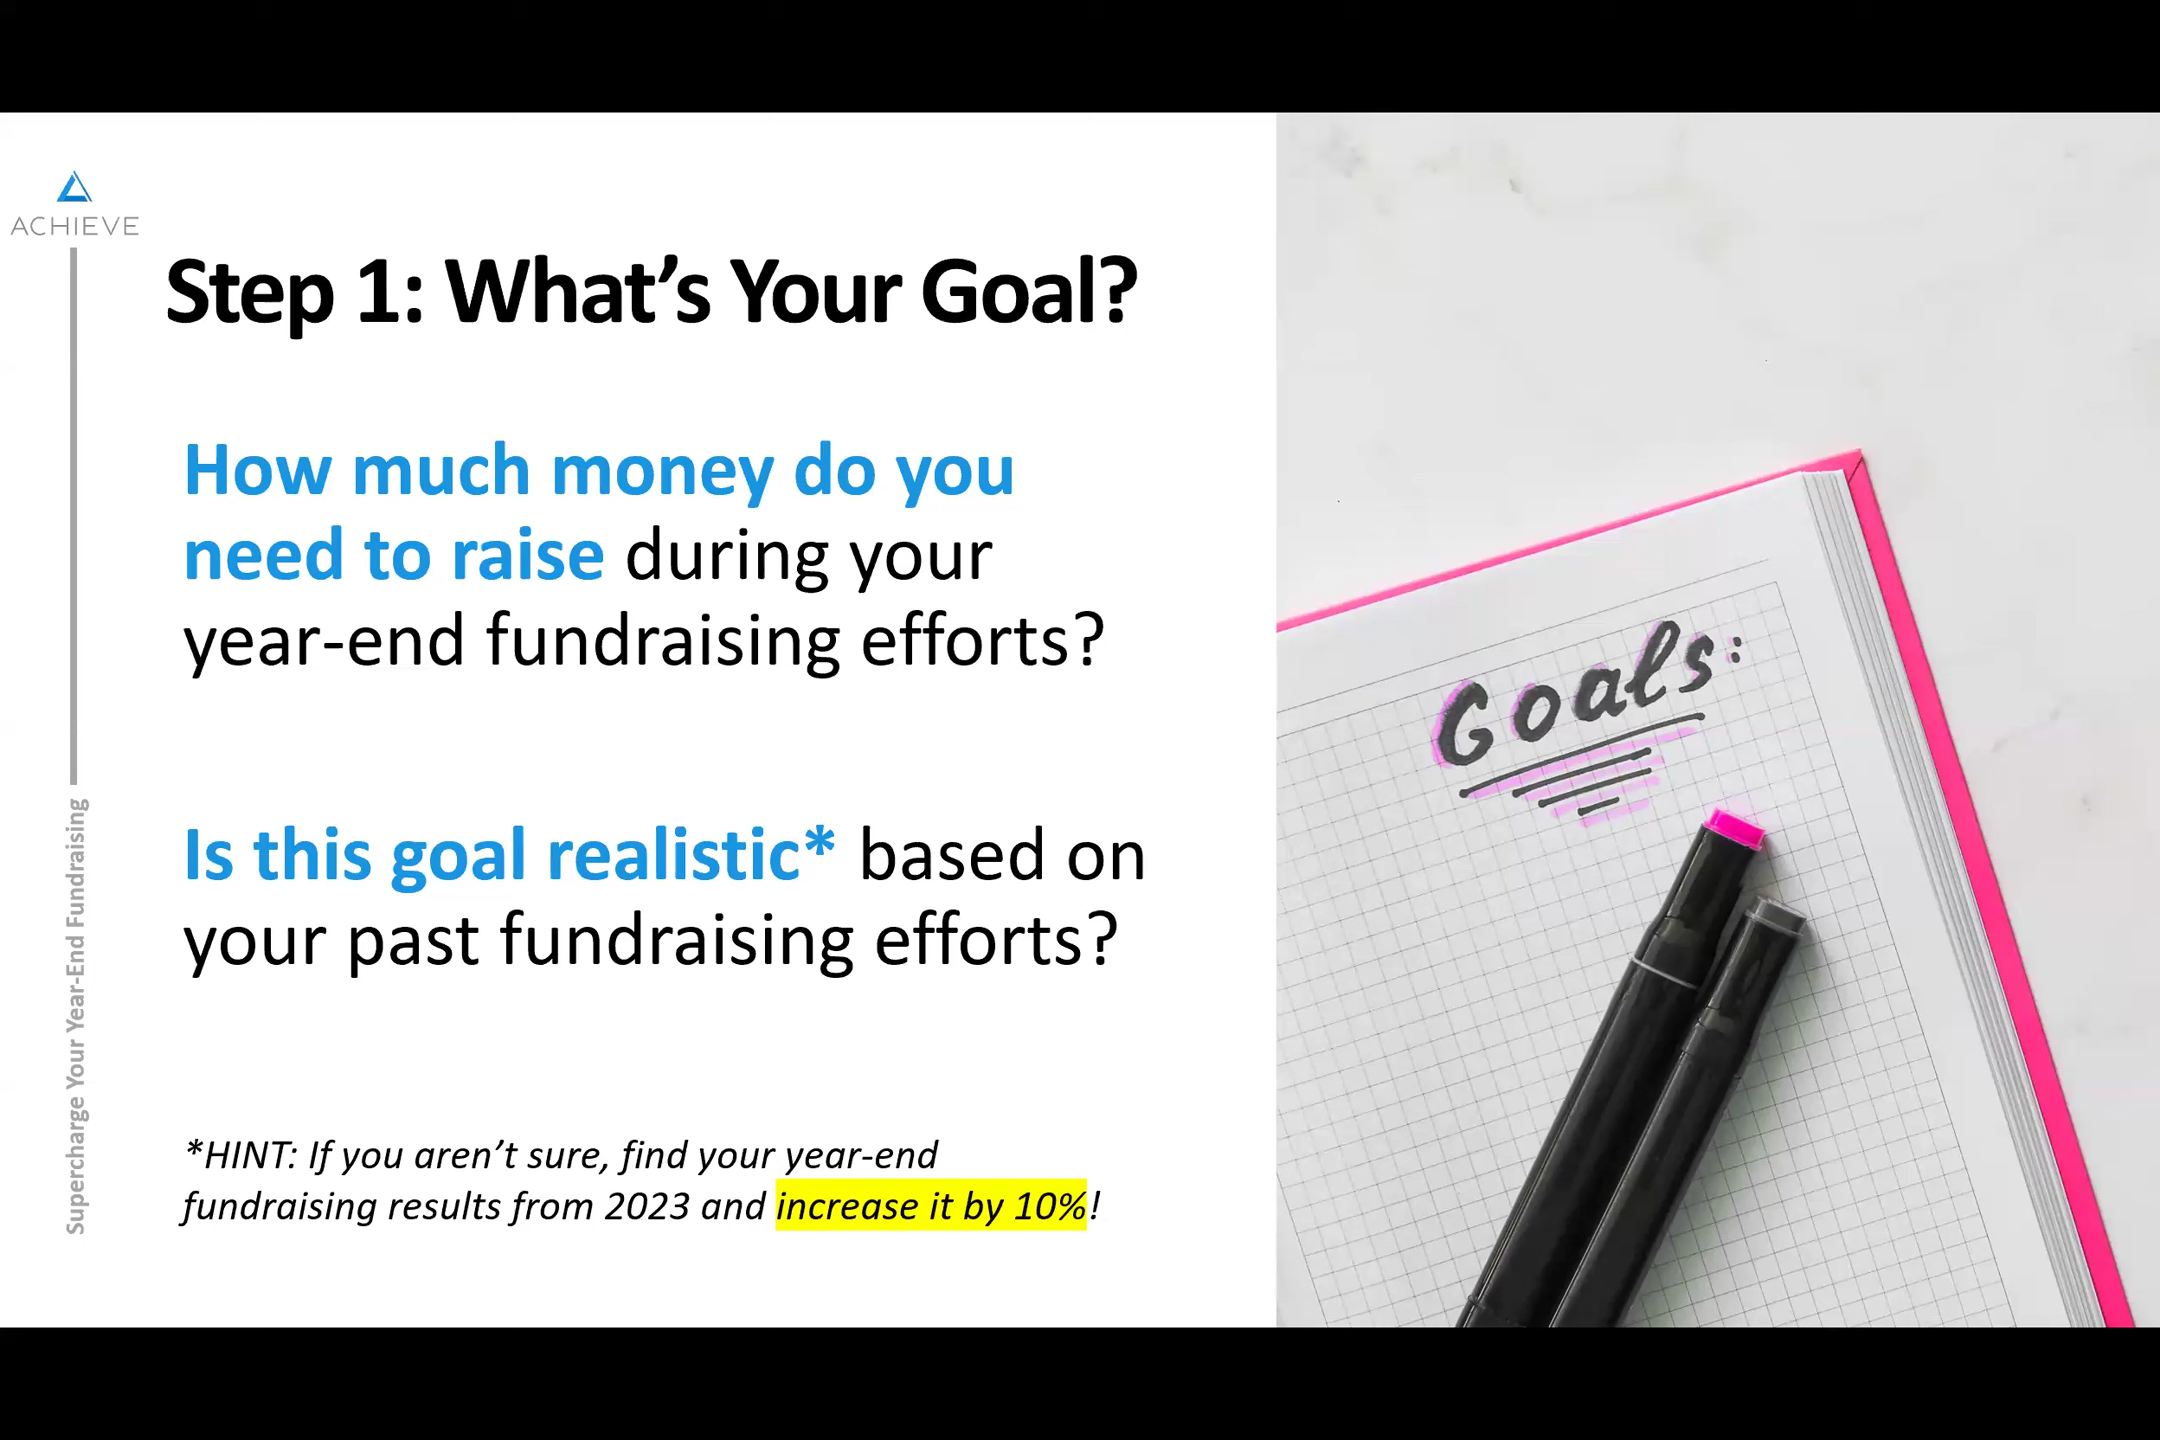 ACHIEVE
Step 1: What's Your Goal?
How much money do you
need to raise during your
year-end fundraising efforts?
Is this goal realistic* based on
your past fundraising efforts?
*HINT: If you aren't sure, find your year-end
fundraising results from 2023 and increase it by 10%!
Supercharge Your Year-End Fundraising
Goals: